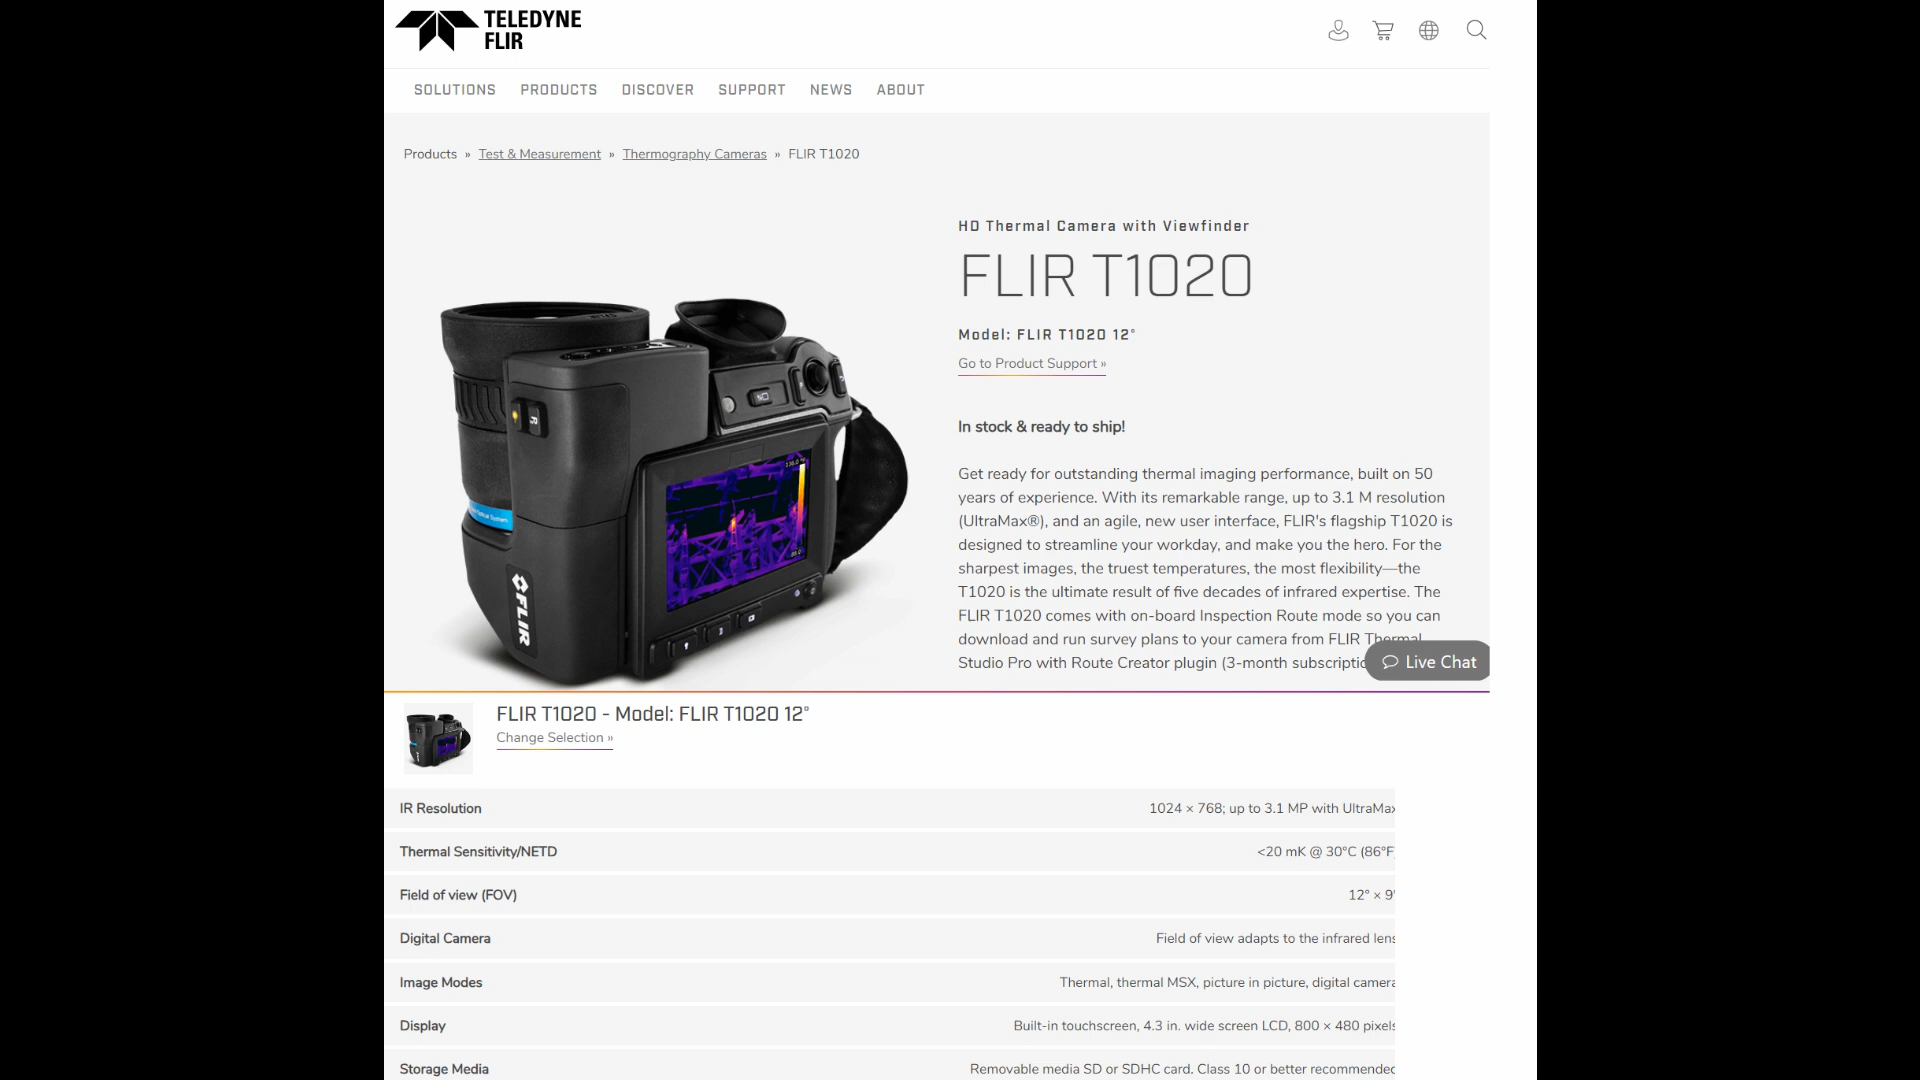 TELEDYNE
FLIR
SOLUTIONS PRODUCTS DISCOVER SUPPORT NEWS ABOUT
Products » Test & Measurement » Thermography Cameras » FLIR T1020
HD Thermal Camera with Viewfinder
FLIR T1020
Model: FLIR T1020 12°
Go to Product Support »
In stock & ready to ship!
Get ready for outstanding thermal imaging performance, built on 50
years of experience. With its remarkable range, up to 3.1 M resolution
(UltraMax®), and an agile, new user interface, FLIR's flagship T1020 is
designed to streamline your workday, and make you the hero. For the
sharpest images, the truest temperatures, the most flexibility—the
T1020 is the ultimate result of five decades of infrared expertise. The
FLIR T1020 comes with on-board Inspection Route mode so you can
download and run survey plans to your camera from FLIR Thermal
Studio Pro with Route Creator plugin (3-month subscriptio
Live Chat
FLIR
FLIR T1020 - Model: FLIR T1020 12°
Change Selection »
IR Resolution 1024 × 768; up to 3.1 MP with UltraMax
Thermal Sensitivity/NETD <20 mK @ 30°C (86°F
Field of view (FOV) 12° × 9°
Digital Camera Field of view adapts to the infrared lens
Image Modes Thermal, thermal MSX, picture in picture, digital camera
Display Built-in touchscreen, 4.3 in. wide screen LCD, 800 × 480 pixels
Storage Media Removable media SD or SDHC card. Class 10 or better recommended